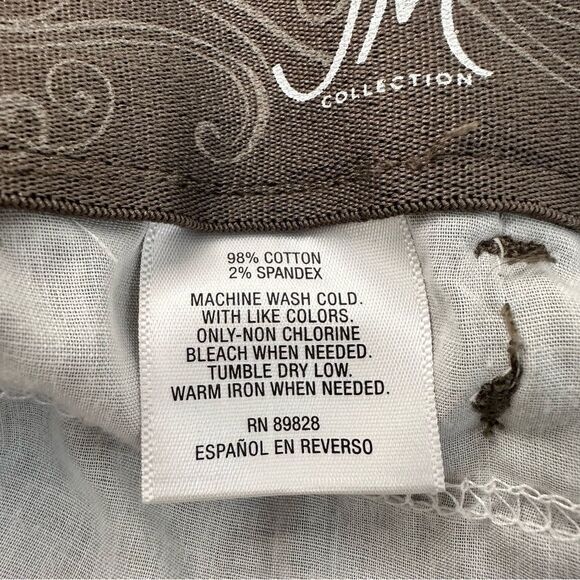 JM
COLLECTION
98% COTTON
2% SPANDEX
MACHINE WASH COLD.
WITH LIKE COLORS.
ONLY-NON CHLORINE
BLEACH WHEN NEEDED.
TUMBLE DRY LOW.
WARM IRON WHEN NEEDED.
RN 89828
ESPAÑOL EN REVERSO